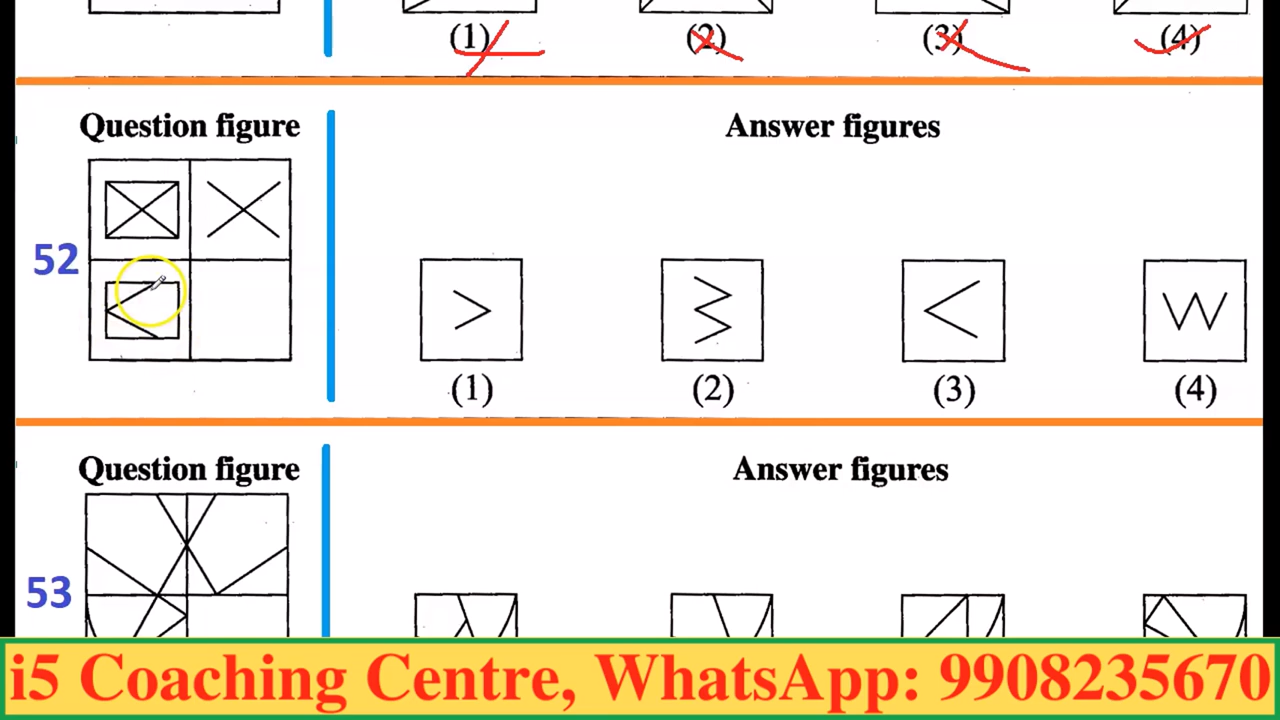 (1) (2) (3) (4)
Question figure Answer figures
52
(1) (2) (3) (4)
Question figure Answer figures
53
i5 Coaching Centre, WhatsApp: 9908235670